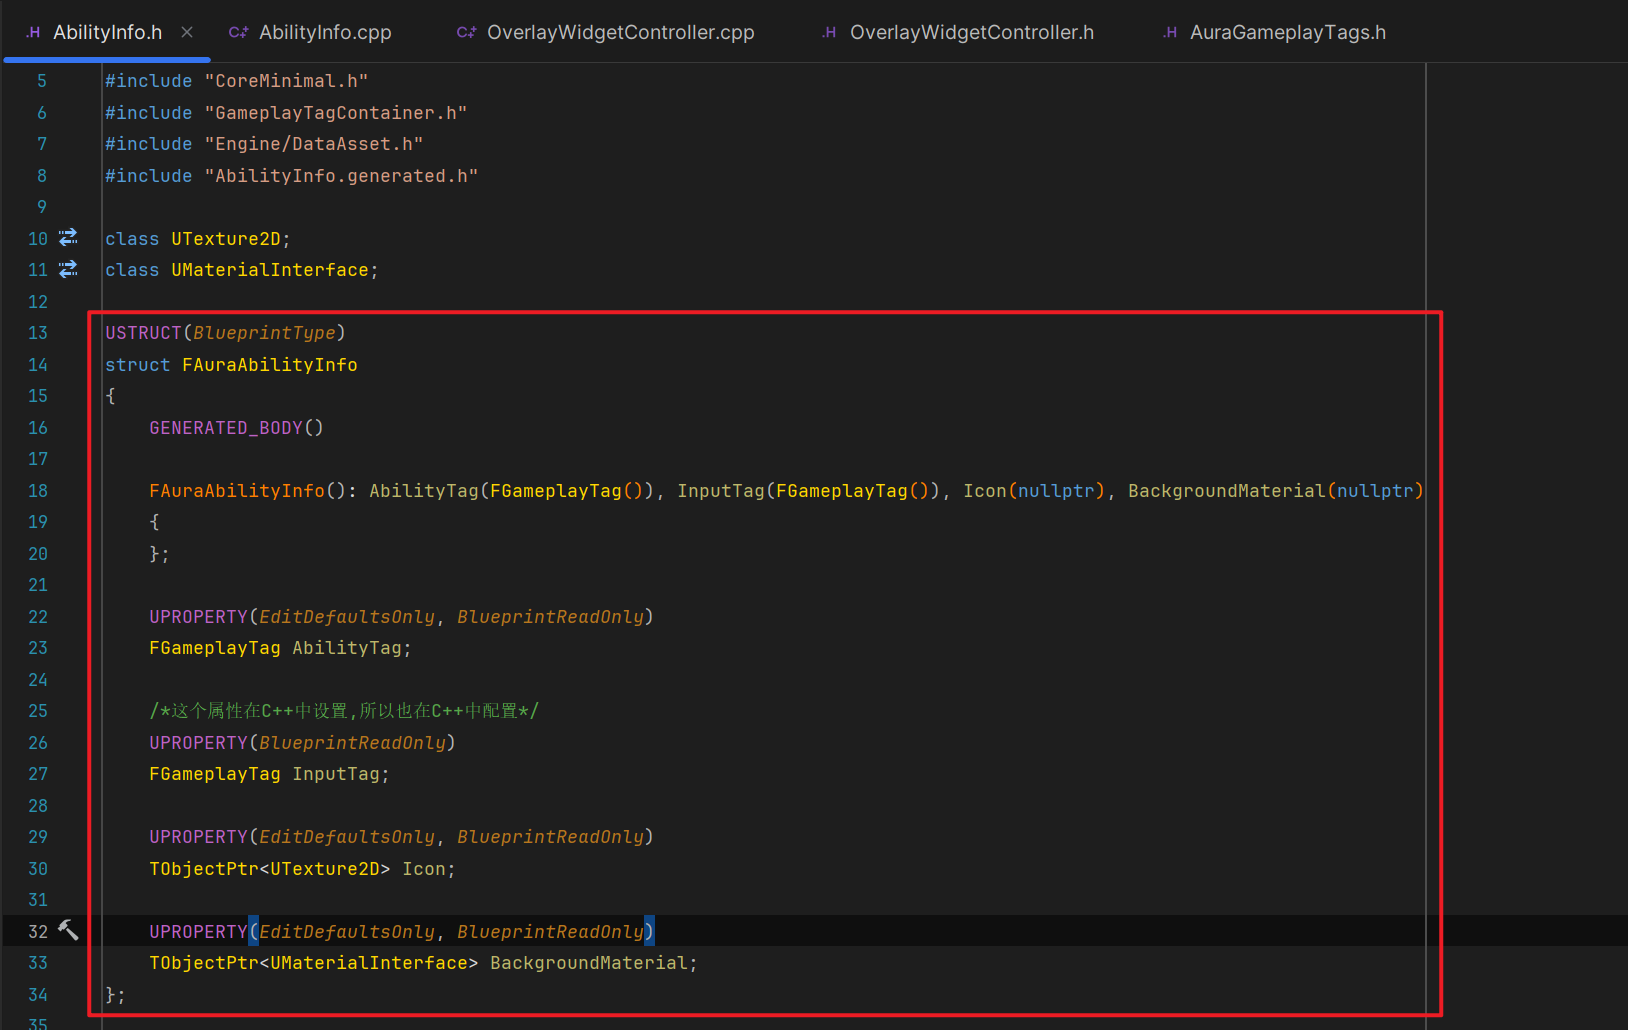 .H AbilityInfo.h × C++ AbilityInfo.cpp C++ OverlayWidgetController.cpp .H OverlayWidgetController.h .H AuraGameplayTags.h
5 #include "CoreMinimal.h"
6 #include "GameplayTagContainer.h"
7 #include "Engine/DataAsset.h"
8 #include "AbilityInfo.generated.h"
9
10 class UTexture2D;
11 class UMaterialInterface;
12
13 USTRUCT(BlueprintType)
14 struct FAuraAbilityInfo
15 {
16 GENERATED_BODY()
17
18 FAuraAbilityInfo(): AbilityTag(FGameplayTag()), InputTag(FGameplayTag()), Icon(nullptr), BackgroundMaterial(nullptr)
19 {
20 };
21
22 UPROPERTY(EditDefaultsOnly, BlueprintReadOnly)
23 FGameplayTag AbilityTag;
24
25 /*这个属性在C++中设置,所以也在C++中配置*/
26 UPROPERTY(BlueprintReadOnly)
27 FGameplayTag InputTag;
28
29 UPROPERTY(EditDefaultsOnly, BlueprintReadOnly)
30 TObjectPtr<UTexture2D> Icon;
31
32 UPROPERTY(EditDefaultsOnly, BlueprintReadOnly)
33 TObjectPtr<UMaterialInterface> BackgroundMaterial;
34 };
35